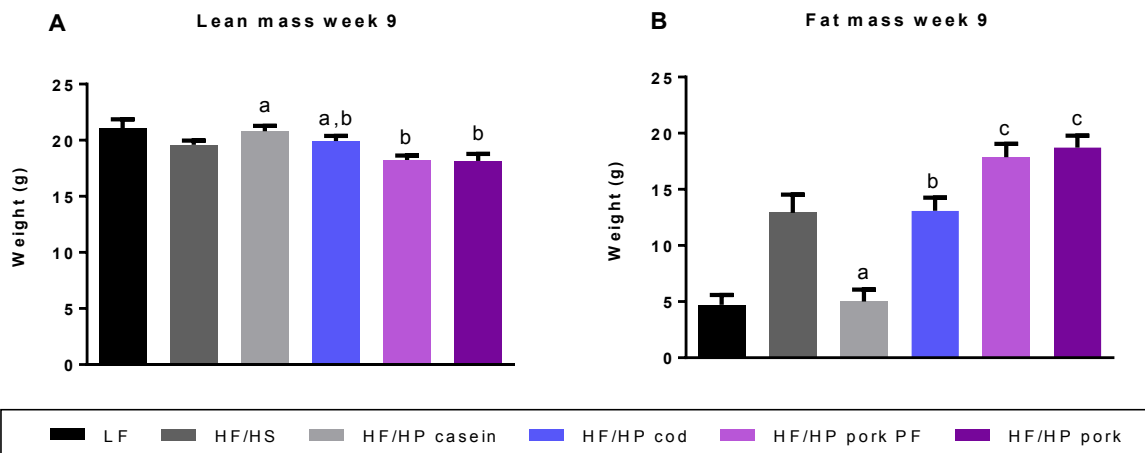 A Lean mass week 9
25
20
15
10
5
0
Weight (g)
a
a,b
b
b
B Fat mass week 9
25
20
15
10
5
0
Weight (g)
a
b
c
c
LF HF/HS HF/HP casein HF/HP cod HF/HP pork PF HF/HP pork